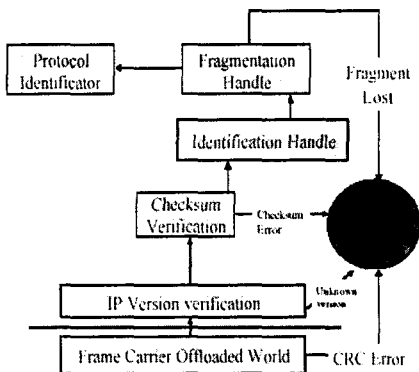 Protocol
Identificator
Fragmentation
Handle
Fragment
Lost
Identification Handle
Checksum
Verification
Checksum
Error
IP Version verification
Unknown
version
Frame Carrier Offloaded World
CRC Error